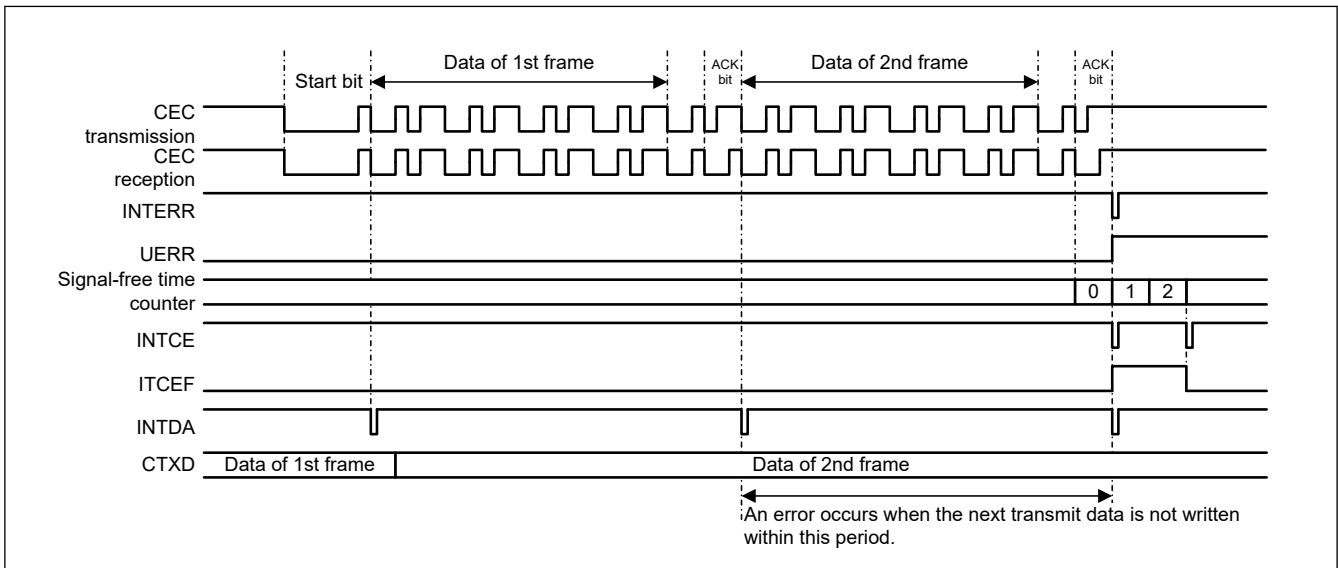 Start bit
Data of 1st frame
ACK
bit
Data of 2nd frame
ACK
bit
CEC
transmission
CEC
reception
INTERR
UERR
Signal-free time
counter
0 1 2
INTCE
ITCEF
INTDA
CTXD
Data of 1st frame
Data of 2nd frame
An error occurs when the next transmit data is not written
within this period.